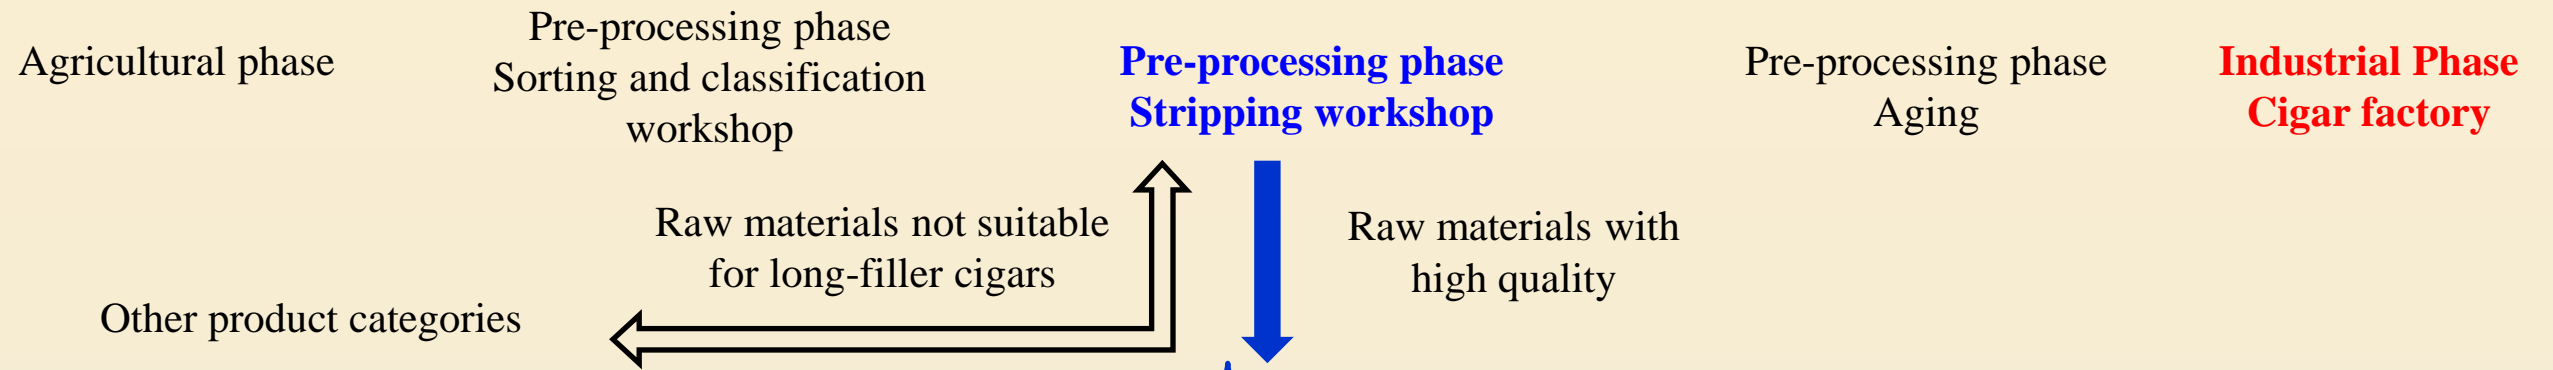 Agricultural phase
Pre-processing phase
Sorting and classification
workshop
Pre-processing phase
Stripping workshop
Pre-processing phase
Aging
Industrial Phase
Cigar factory
Raw materials not suitable
for long-filler cigars
Raw materials with
high quality
Other product categories